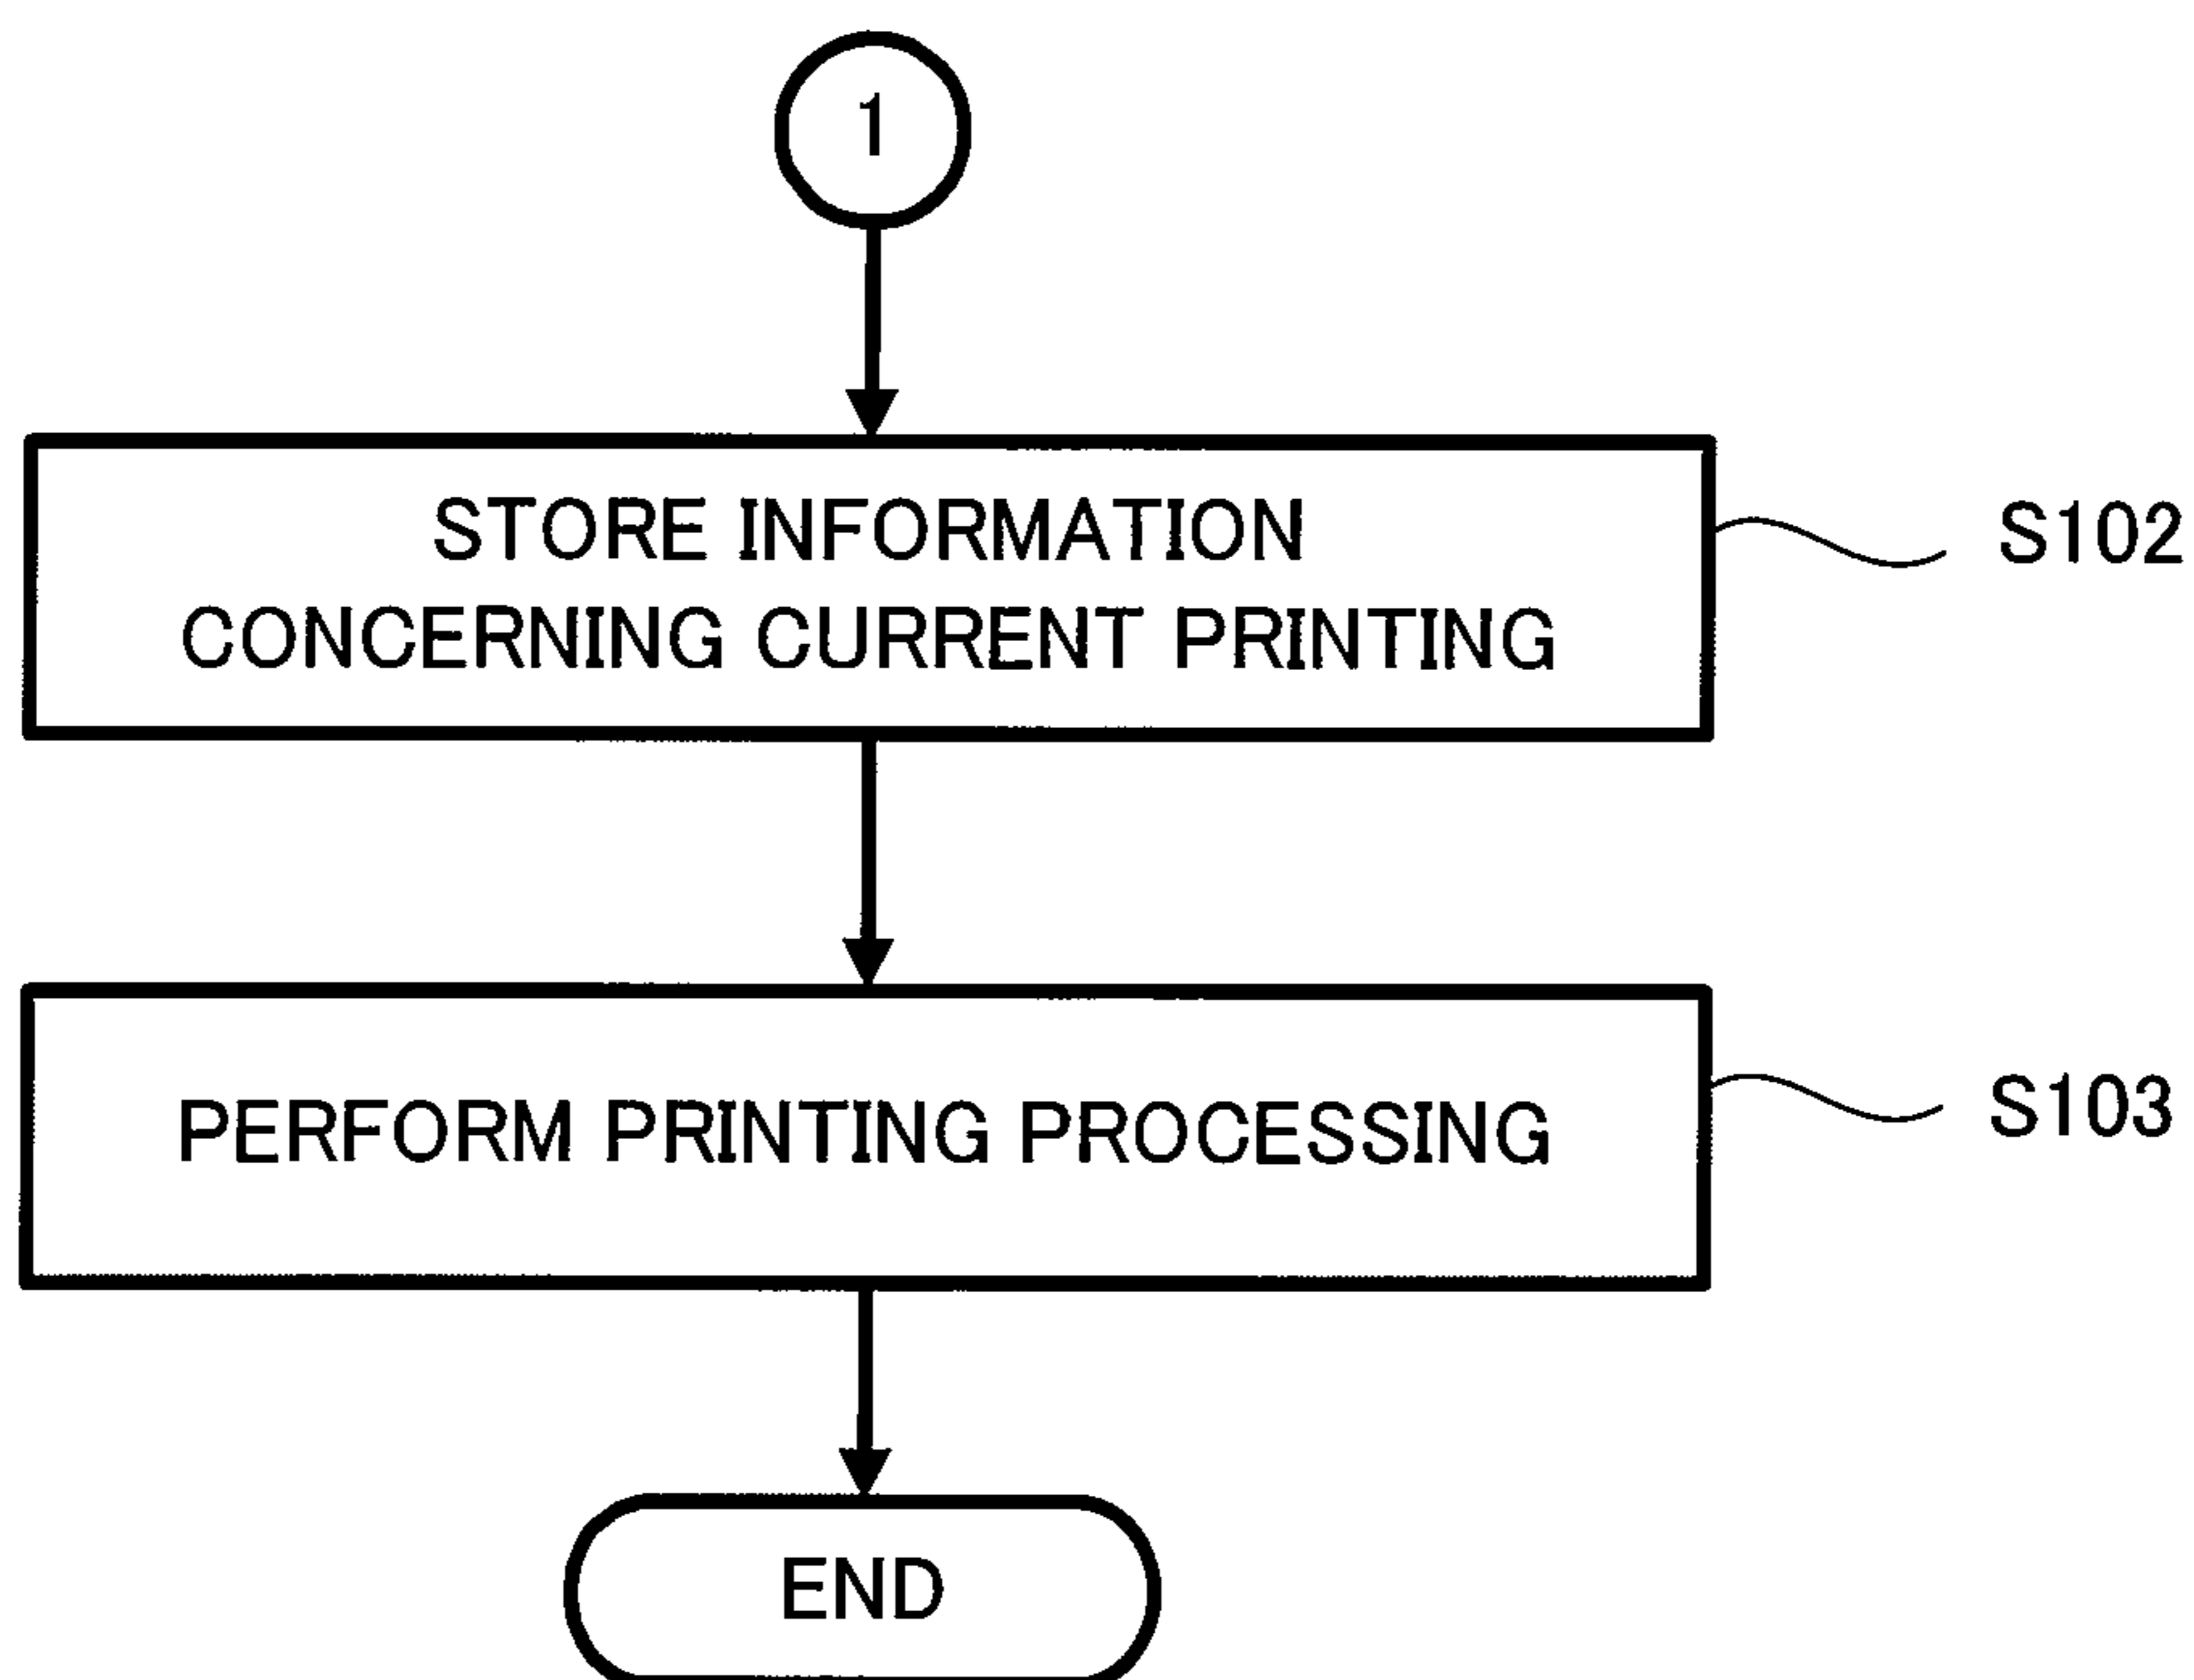 1
STORE INFORMATION
CONCERNING CURRENT PRINTING
S102
PERFORM PRINTING PROCESSING
S103
END